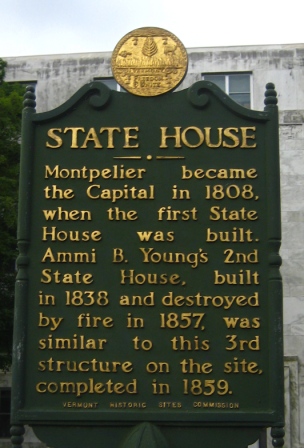 STATE HOUSE
Montpelier became
the Capital in 1808,
when the first State
House was built.
Ammi B. Young's 2nd
State House, built
in 1838 and destroyed
by fire in 1857, was
similar to this 3rd
structure on the site,
completed in 1859.
VERMONT HISTORIC SITES COMMISSION